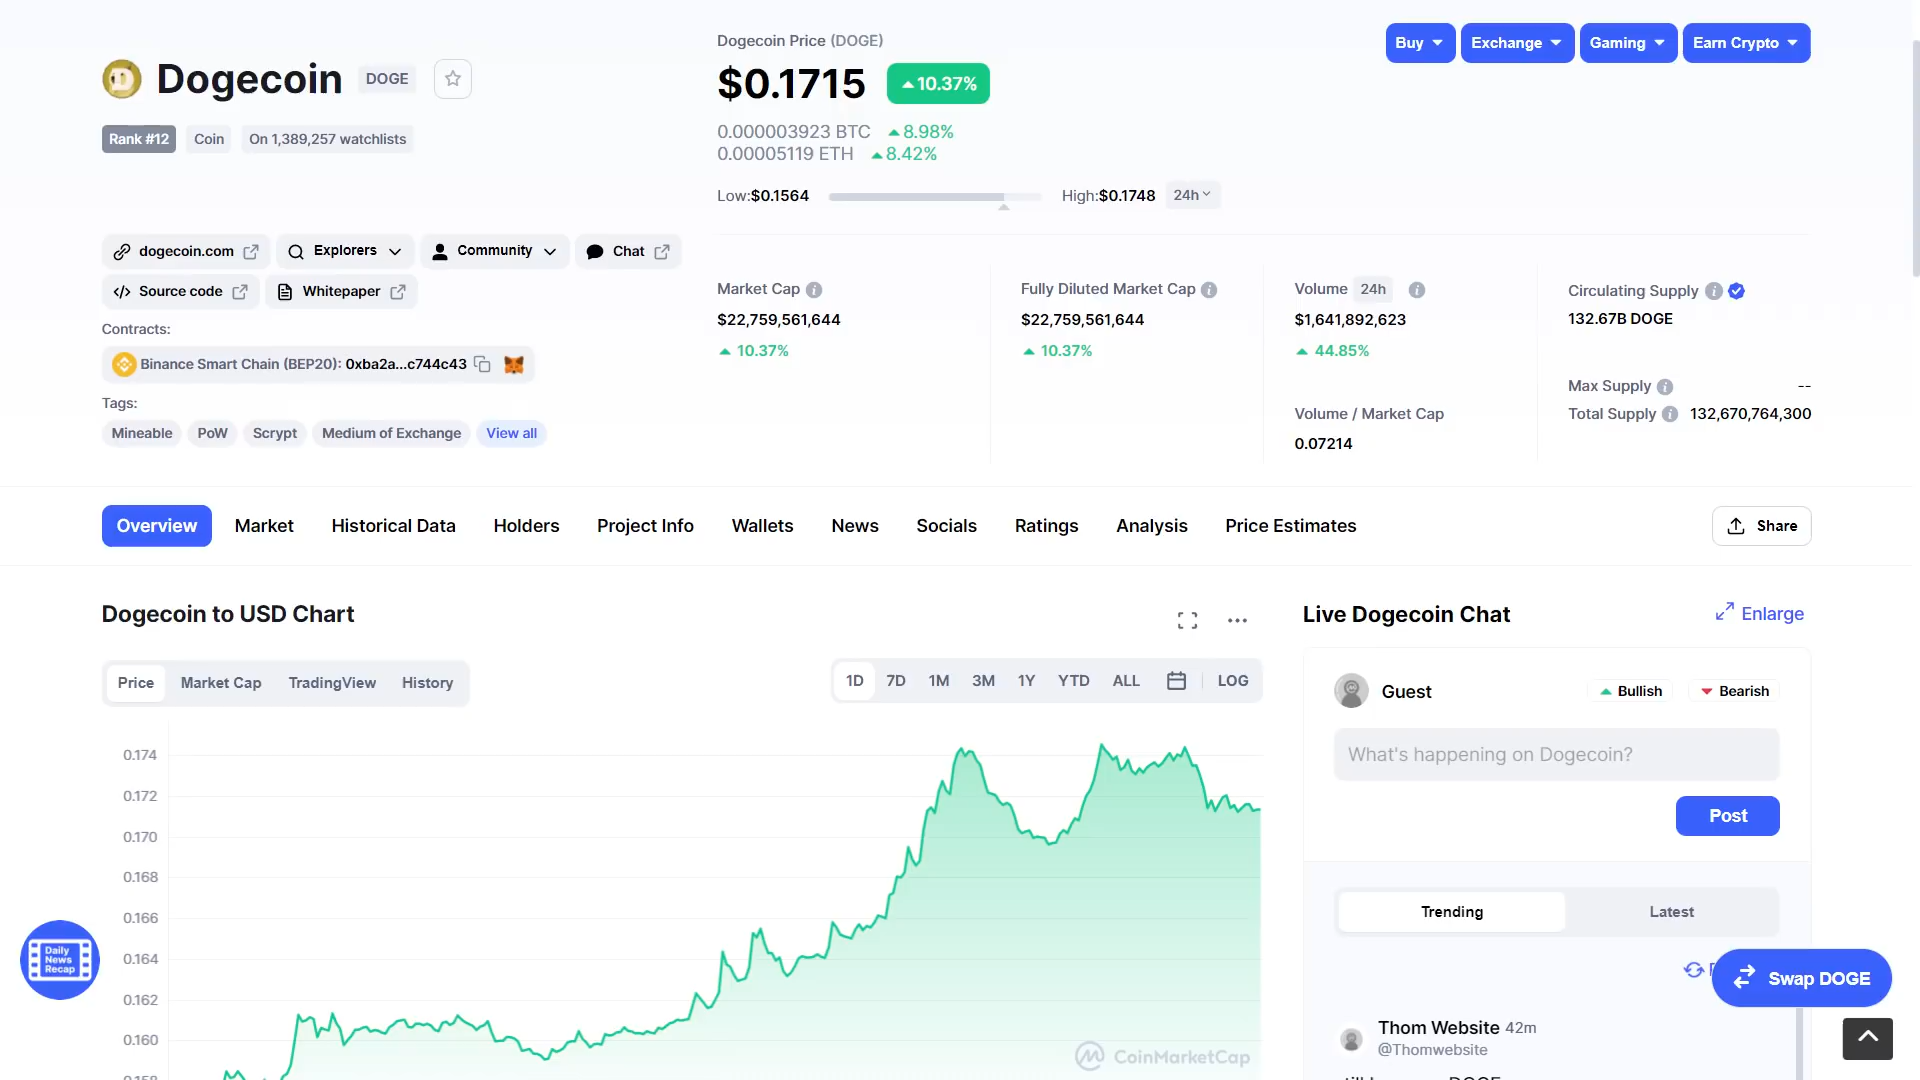 Dogecoin DOGE
Rank #12 Coin On 1,389,257 watchlists
dogecoin.com Explorers Community Chat
Source code Whitepaper
Contracts:
Binance Smart Chain (BEP20): 0xba2a...c744c43
Tags:
Mineable PoW Scrypt Medium of Exchange View all
Dogecoin Price (DOGE)
$0.1715 10.37%
0.000003923 BTC 8.98%
0.00005119 ETH 8.42%
Low:$0.1564 High:$0.1748 24h
Buy Exchange Gaming Earn Crypto
Market Cap
$22,759,561,644
10.37%
Fully Diluted Market Cap
$22,759,561,644
10.37%
Volume 24h
$1,641,892,623
44.85%
Volume / Market Cap
0.07214
Circulating Supply
132.67B DOGE
Max Supply --
Total Supply 132,670,764,300
Overview Market Historical Data Holders Project Info Wallets News Socials Ratings Analysis Price Estimates Share
Dogecoin to USD Chart
Price Market Cap TradingView History
1D 7D 1M 3M 1Y YTD ALL LOG
0.174
0.172
0.170
0.168
0.166
0.164
0.162
0.160
CoinMarketCap
Daily
News
Recap
Live Dogecoin Chat Enlarge
Guest Bullish Bearish
What's happening on Dogecoin?
Post
Trending Latest
Swap DOGE
Thom Website 42m
@Thomwebsite